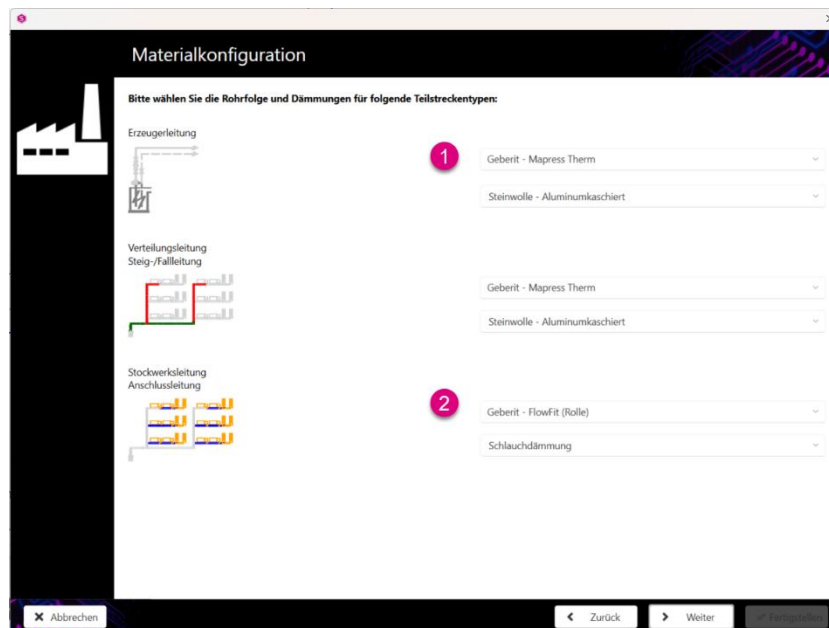 Materialkonfiguration
Bitte wählen Sie die Rohrfolge und Dämmungen für folgende Teilstreckentypen:
Erzeugerleitung
1
Geberit - Mapress Therm
Steinwolle - Aluminumkaschiert
Verteilungsleitung
Steig-/Fallleitung
Geberit - Mapress Therm
Steinwolle - Aluminumkaschiert
Stockwerksleitung
Anschlussleitung
2
Geberit - FlowFit (Rolle)
Schlauchdämmung
Abbrechen
Zurück
Weiter
Fertigstellen